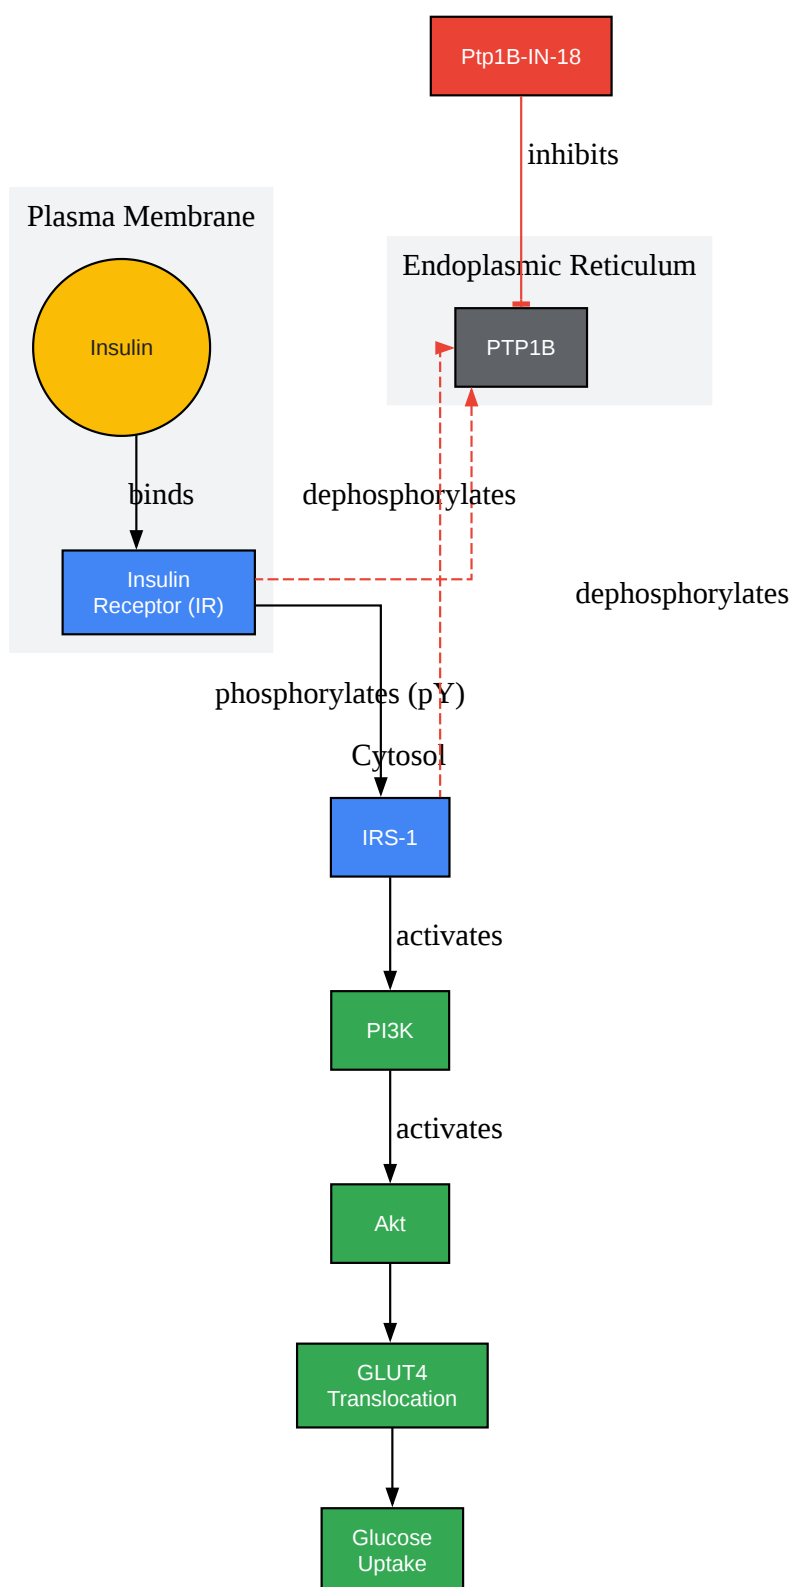 Ptp1B-IN-18
inhibits
Plasma Membrane
Endoplasmic Reticulum
Insulin
PTP1B
binds
dephosphorylates
Insulin
Receptor (IR)
dephosphorylates
phosphorylates (pY)
Cytosol
IRS-1
activates
PI3K
activates
Akt
GLUT4
Translocation
Glucose
Uptake